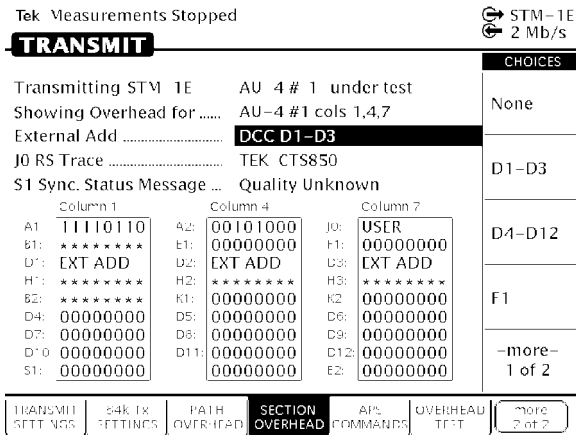 Tek Measurements Stopped
STM-1E
2 Mb/s
TRANSMIT
CHOICES
Transmitting STM 1E AU 4# 1 under test
Showing Overhead for ...... AU-4 #1 cols 1,4,7
External Add ............................ DCC D1-D3
J0 RS Trace ................................ TEK CTS850
S1 Sync. Status Message ... Quality Unknown
Column 1 Column 4 Column 7
A1 11110110 A2: 00101000 J0: USER
B1: ******** E1: 00000000 F1: 00000000
D1: EXT ADD D2: EXT ADD D3: EXT ADD
H1: ******** H2: ******** H3: ********
B2: ******** K1: 00000000 K2 00000000
D4: 00000000 D5: 00000000 D6: 00000000
D7: 00000000 D8: 00000000 D9: 00000000
D10 00000000 D11: 00000000 D12: 00000000
S1: 00000000 00000000 E2: 00000000
None
D1-D3
D4-D12
F1
-more-
1 of 2
TRANSMIT SETTINGS
64k Tx SETTINGS
PATH OVERHEAD
SECTION OVERHEAD
APS COMMANDS
OVERHEAD TEST
more
2 of 2